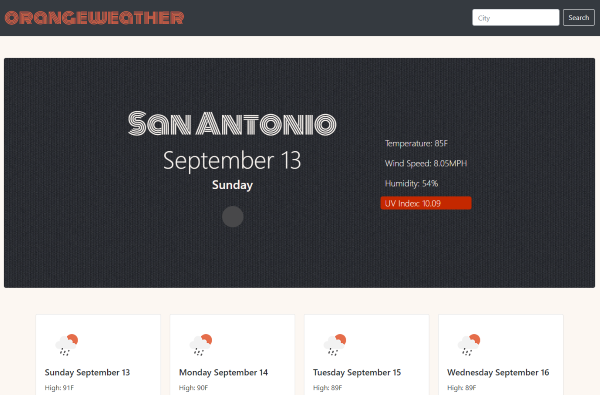 ORANGEWEATHER
City
Search
SAN ANTONIO
September 13
Sunday
Temperature: 85F
Wind Speed: 8.05MPH
Humidity: 54%
UV Index: 10.09
Sunday September 13
High: 91F
Monday September 14
High: 90F
Tuesday September 15
High: 89F
Wednesday September 16
High: 89F